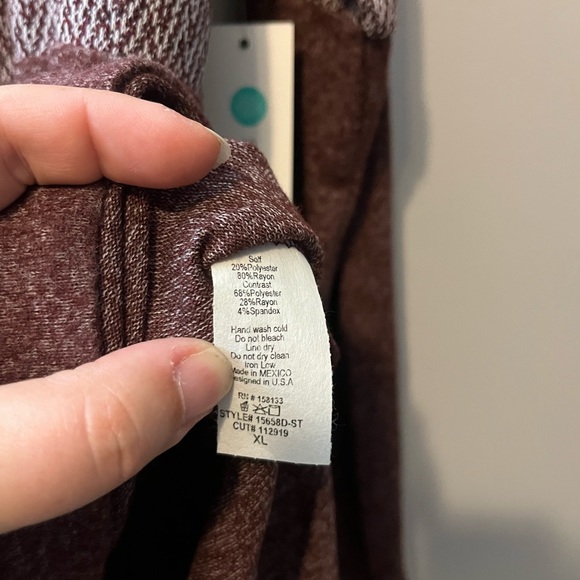 Self
20%Polyester
80%Rayon
Contrast
68%Polyester
28%Rayon
4%Spandex
Hand wash cold
Do not bleach
Line dry
Do not dry clean
Iron Low
Made in MEXICO
Designed in U.S.A
RN # 158133
STYLE# 15658D-ST
CUT# 112919
XL